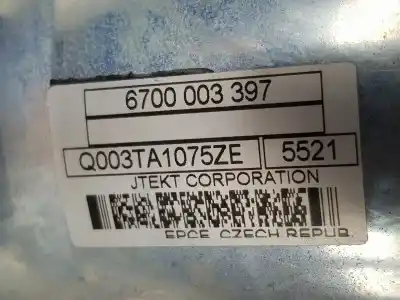 6700 003 397
Q003TA1075ZE 5521
JTEKT CORPORATION
EPCE, CZECH REPUB